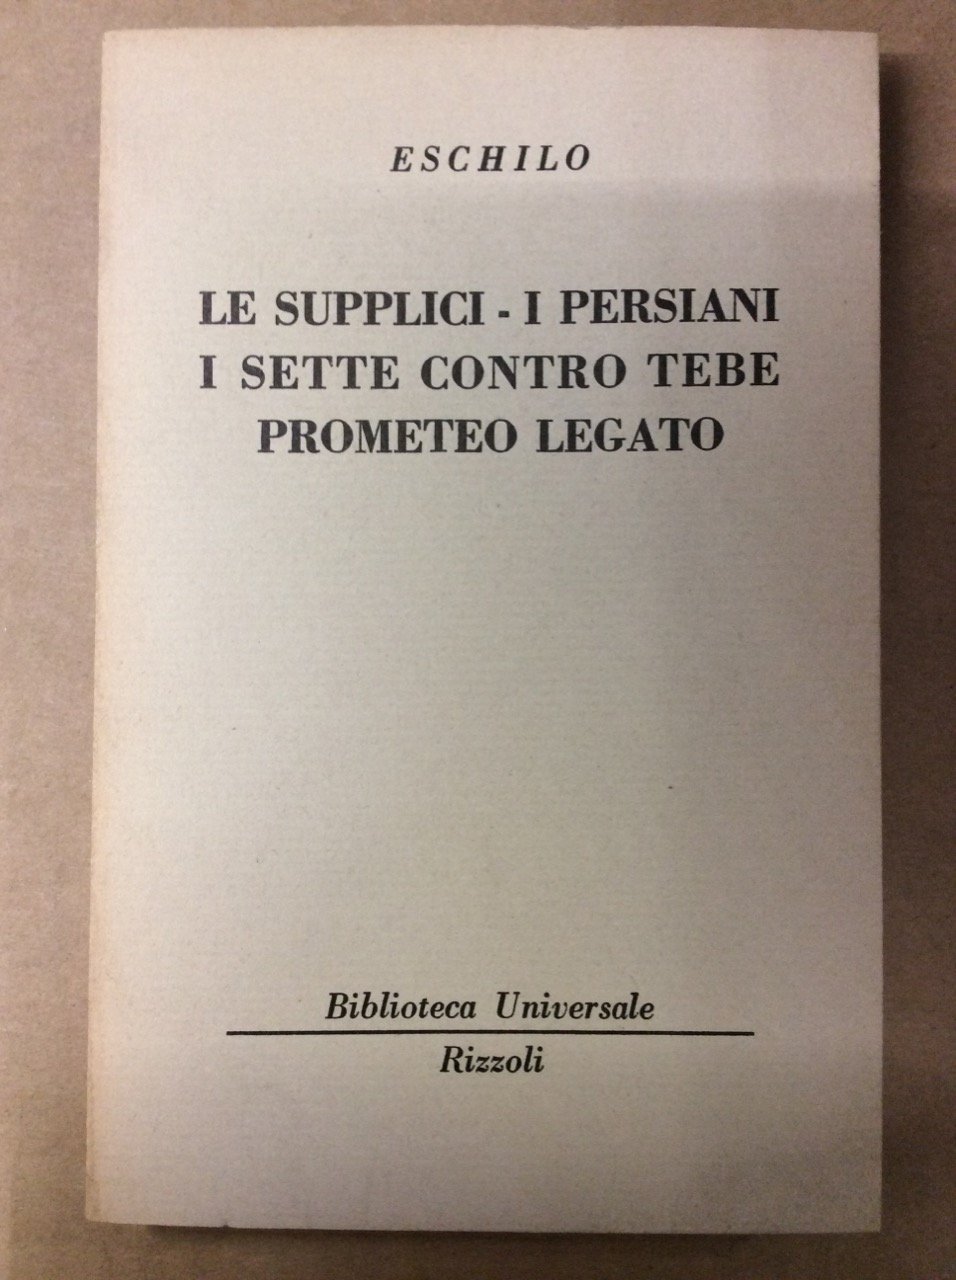 ESCHILO
LE SUPPLICI - I PERSIANI
I SETTE CONTRO TEBE
PROMETEO LEGATO
Biblioteca Universale
Rizzoli